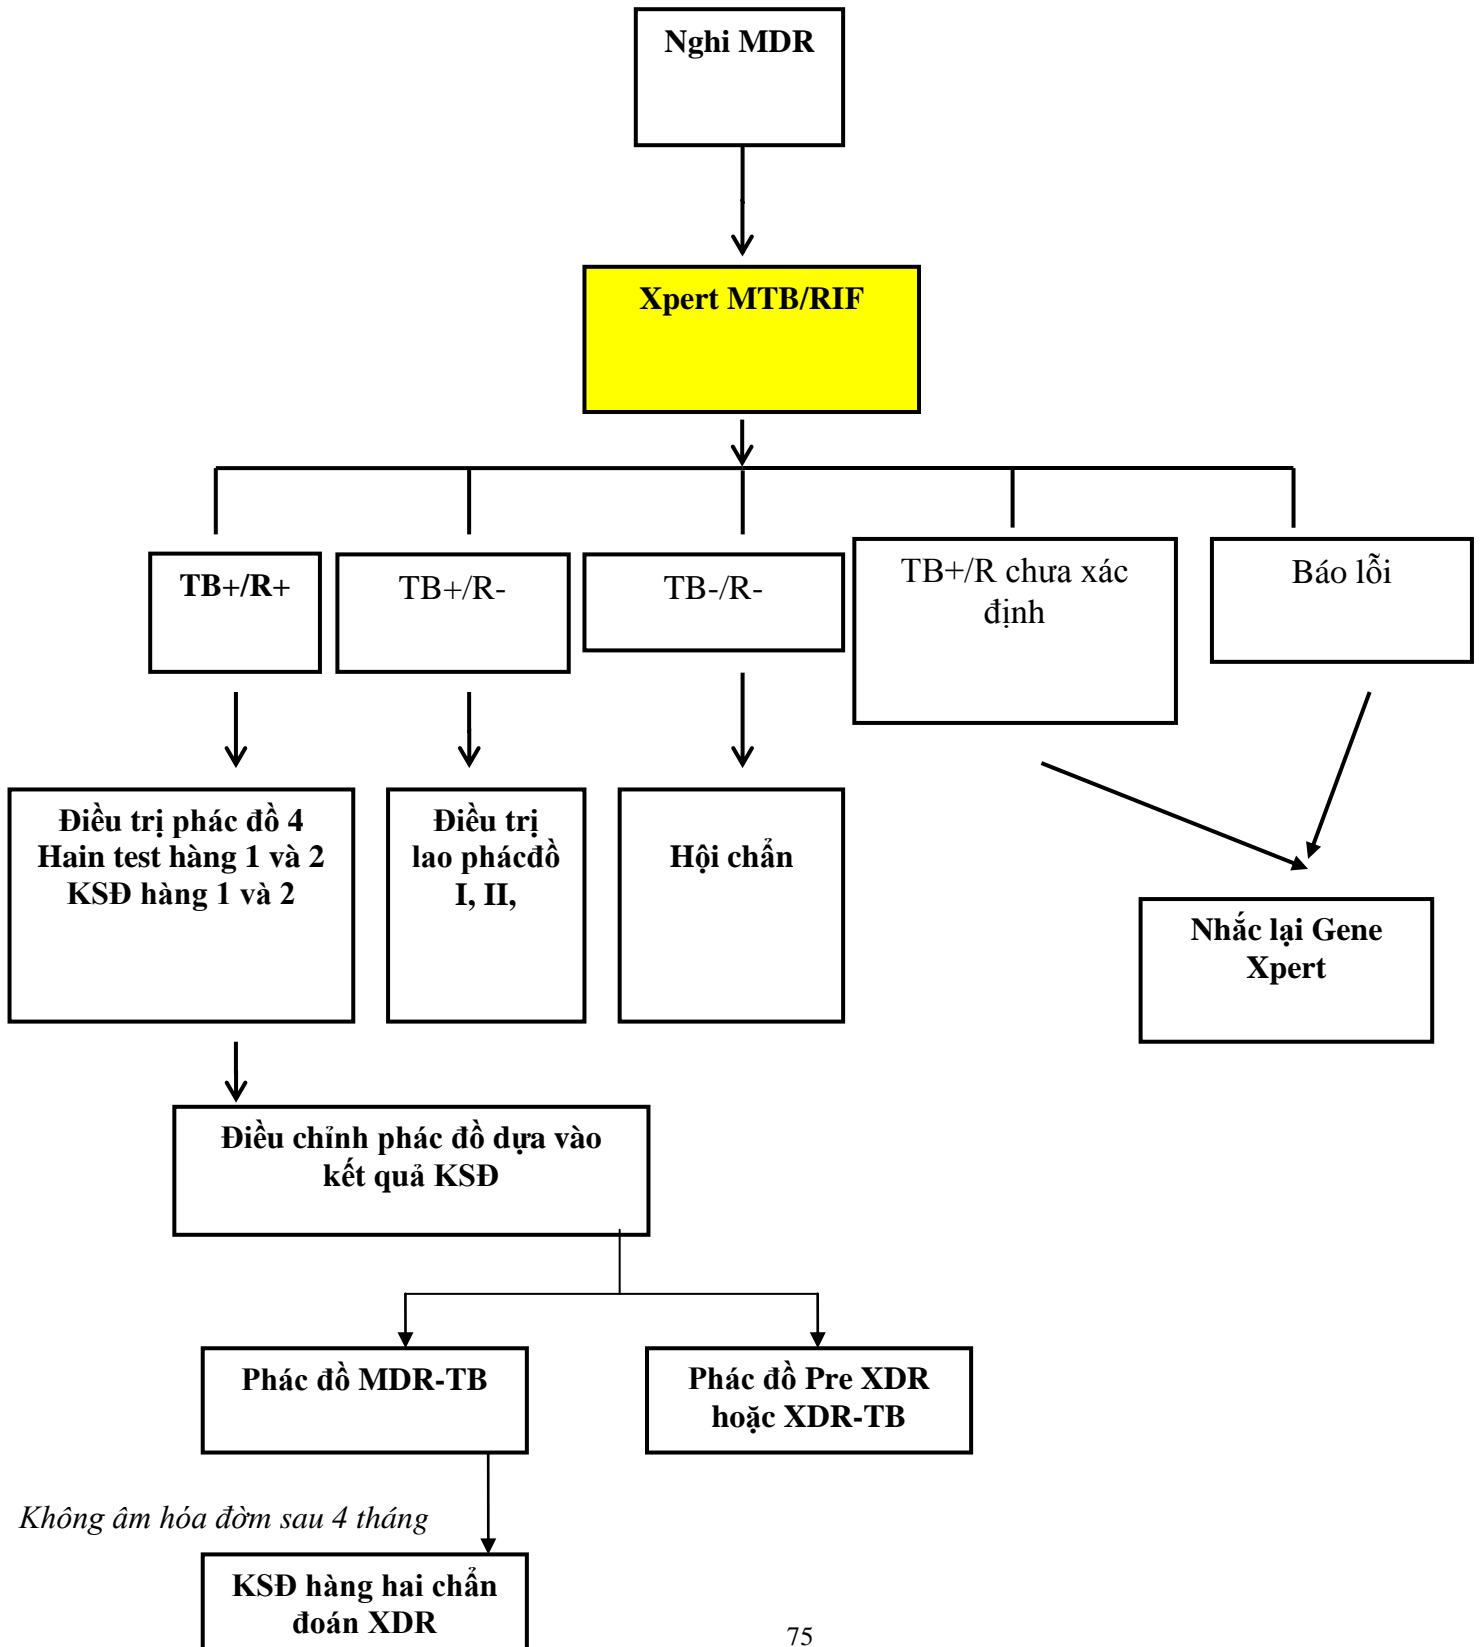 Nghi MDR
Xpert MTB/RIF
TB+/R+
TB+/R-
TB-/R-
TB+/R chưa xác
định
Báo lỗi
Điều trị phác đồ 4
Hain test hàng 1 và 2
KSĐ hàng 1 và 2
Điều trị
lao phácđồ
I, II,
Hội chẩn
Nhắc lại Gene
Xpert
Điều chỉnh phác đồ dựa vào
kết quả KSĐ
Phác đồ MDR-TB
Phác đồ Pre XDR
hoặc XDR-TB
Không âm hóa đờm sau 4 tháng
KSĐ hàng hai chẩn
đoán XDR
75